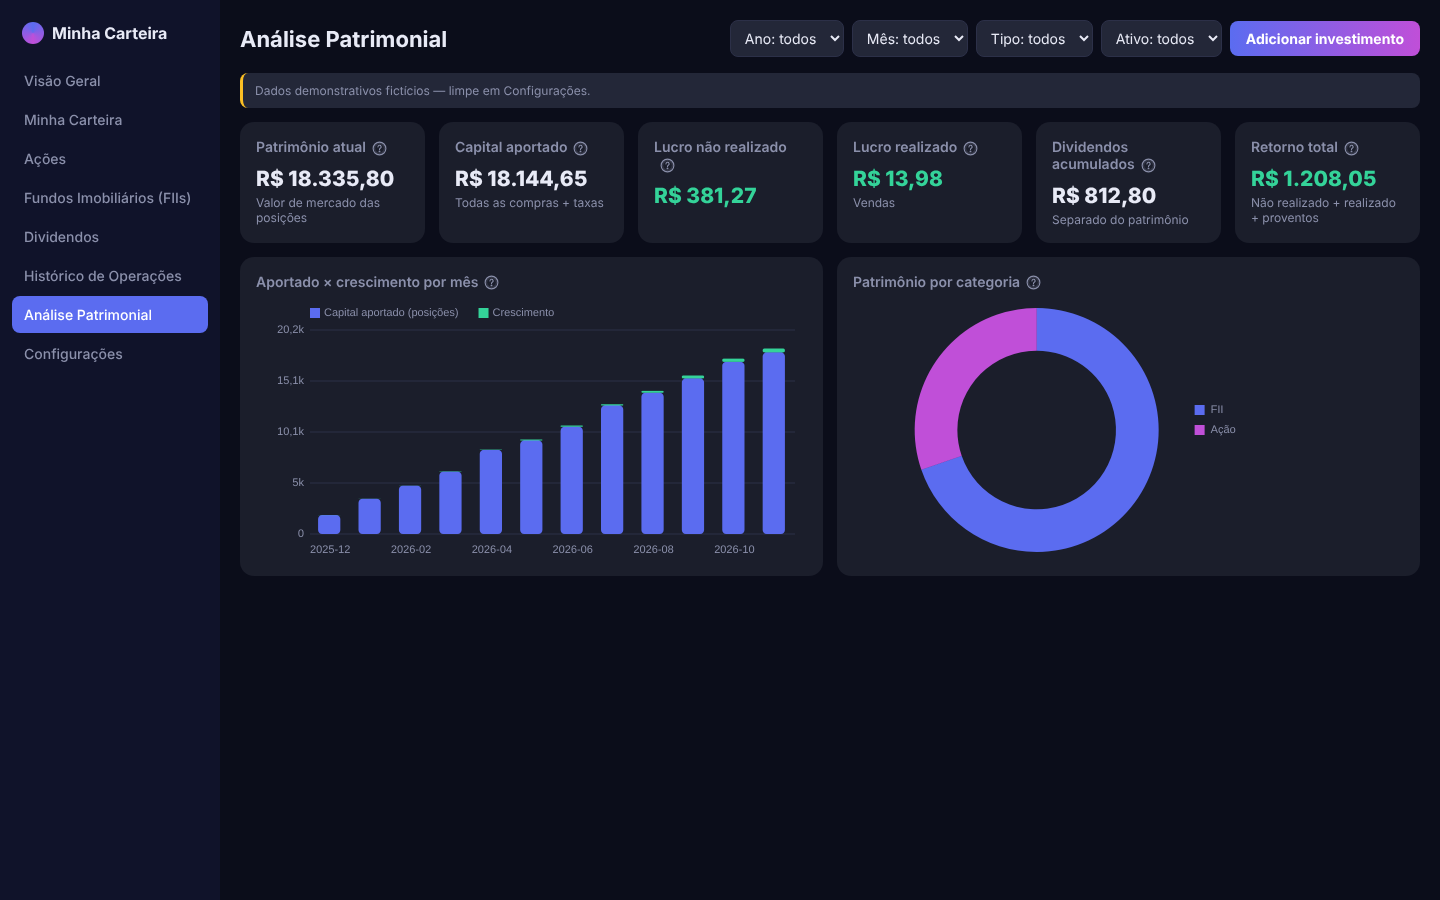 Minha Carteira
Visão Geral
Minha Carteira
Ações
Fundos Imobiliários (FIIs)
Dividendos
Histórico de Operações
Análise Patrimonial
Configurações
Análise Patrimonial
Ano: todos
Mês: todos
Tipo: todos
Ativo: todos
Adicionar investimento
Dados demonstrativos fictícios — limpe em Configurações.
Patrimônio atual ?
R$ 18.335,80
Valor de mercado das
posições
Capital aportado ?
R$ 18.144,65
Todas as compras + taxas
Lucro não realizado
?
R$ 381,27
Lucro realizado ?
R$ 13,98
Vendas
Dividendos
acumulados ?
R$ 812,80
Separado do patrimônio
Retorno total ?
R$ 1.208,05
Não realizado + realizado
+ proventos
Aportado × crescimento por mês ?
Capital aportado (posições)
Crescimento
20,2k
15,1k
10,1k
5k
0
2025-12
2026-02
2026-04
2026-06
2026-08
2026-10
Patrimônio por categoria ?
FII
Ação